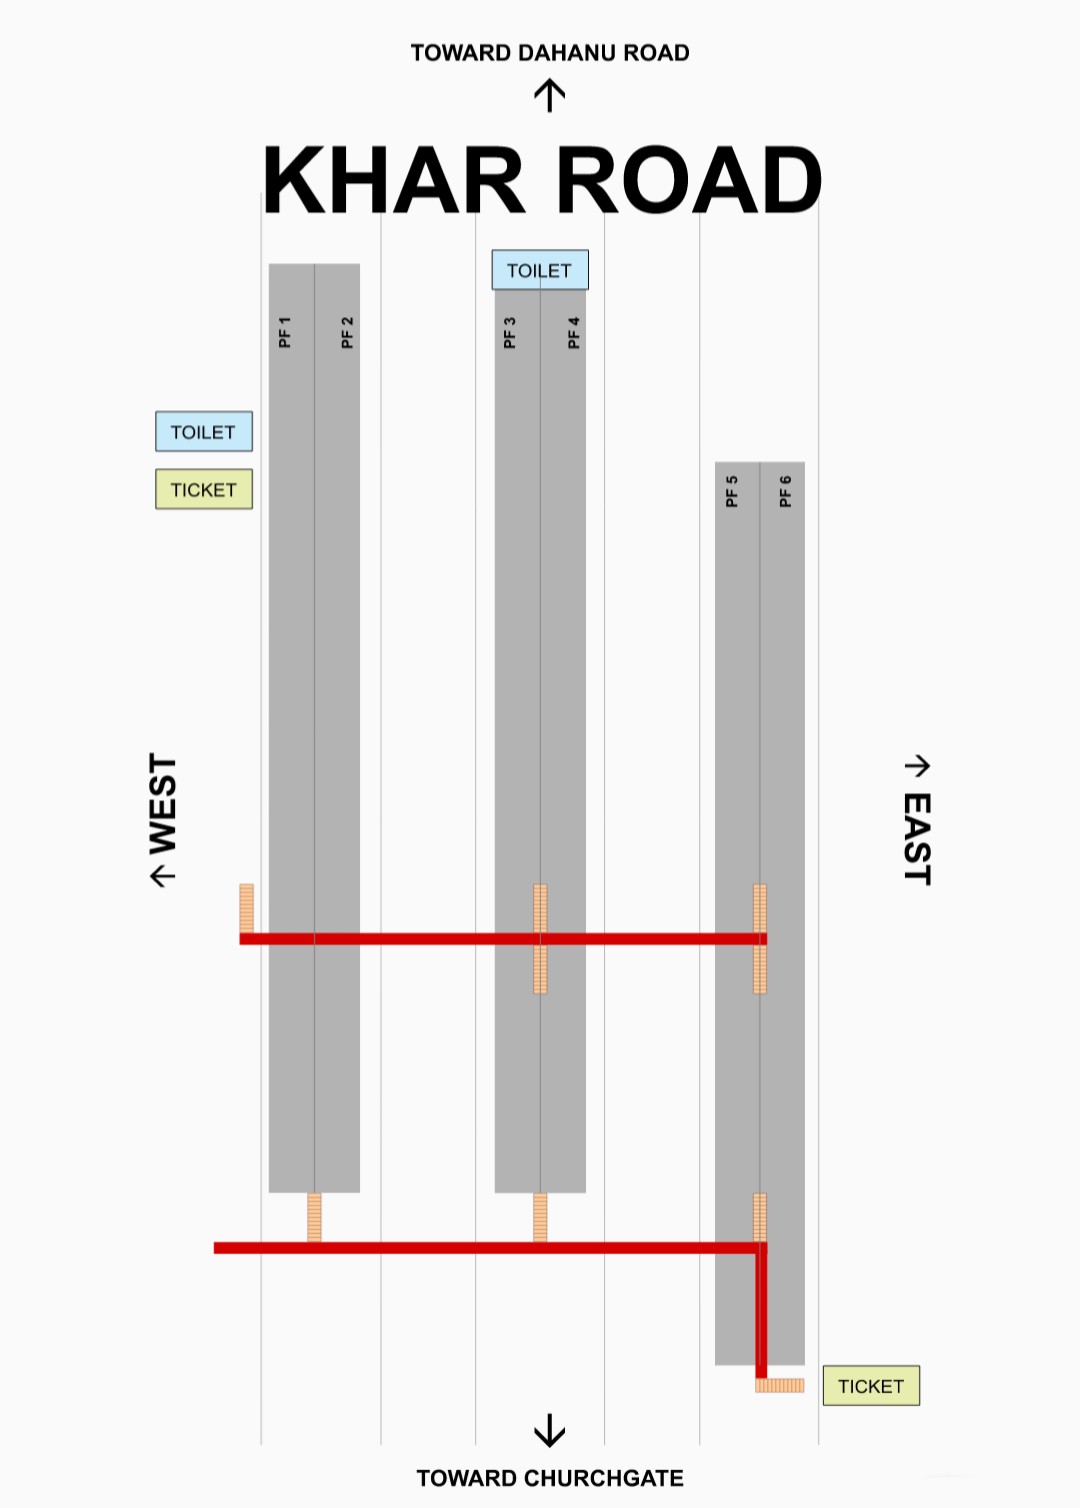 TOWARD DAHANU ROAD
↑
KHAR ROAD
TOILET
PF 1
PF 2
PF 3
PF 4
TOILET
TICKET
PF 5
PF 6
↑ WEST
↑ EAST
TICKET
↓
TOWARD CHURCHGATE